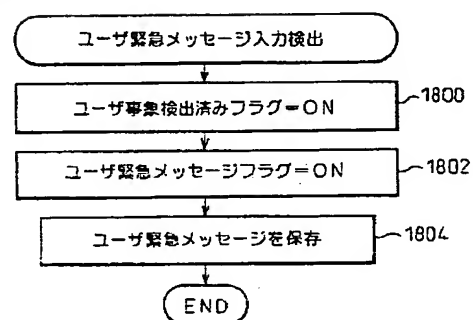 ユーザ緊急メッセージ入力検出
ユーザ事象検出済みフラグ=ON
1800
ユーザ緊急メッセージフラグ=ON
1802
ユーザ緊急メッセージを保存
1804
END